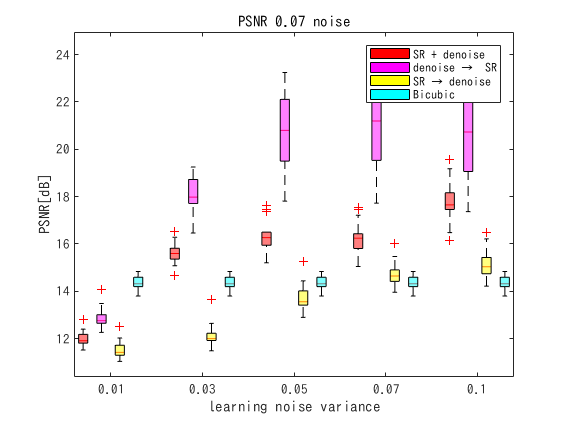 PSNR 0.07 noise
SR + denoise
denoise → SR
SR → denoise
Bicubic
24
22
20
18
16
14
12
PSNR[dB]
0.01 0.03 0.05 0.07 0.1
learning noise variance